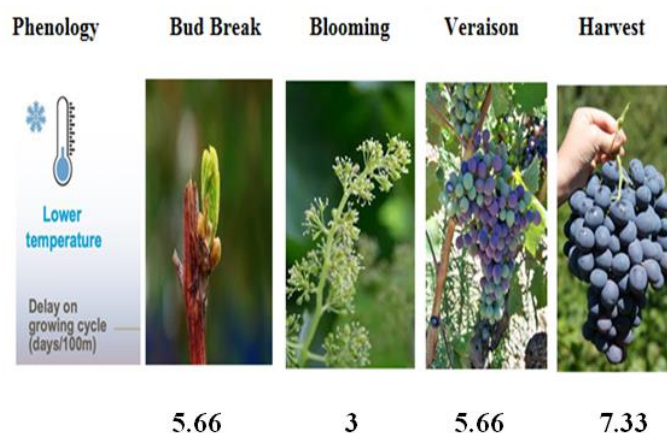 Phenology Bud Break Blooming Veraison Harvest
Lower
temperature
Delay on
growing cycle
(days/100m)
5.66 3 5.66 7.33